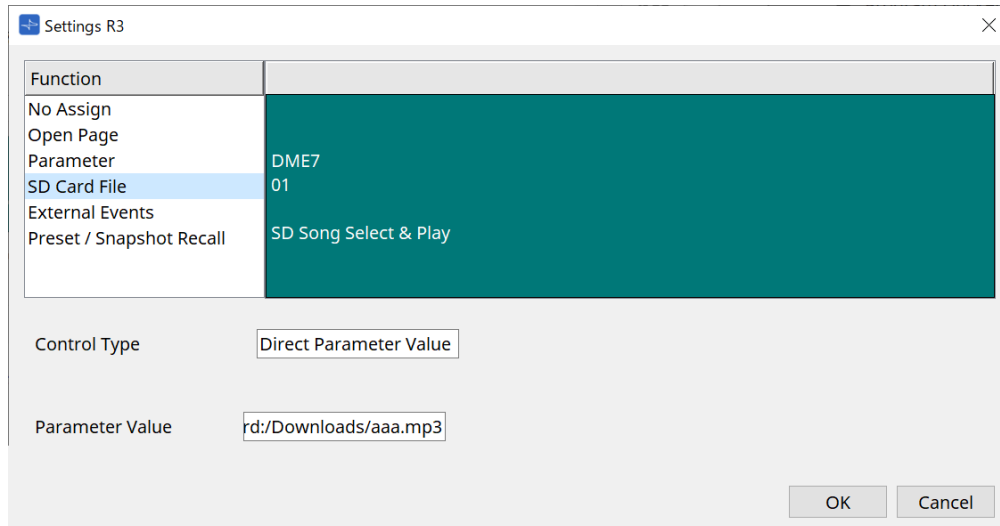 Settings R3
Function
No Assign
Open Page
Parameter
SD Card File
External Events
Preset / Snapshot Recall
DME7
01
SD Song Select & Play
Control Type
Direct Parameter Value
Parameter Value
rd:/Downloads/aaa.mp3
OK
Cancel